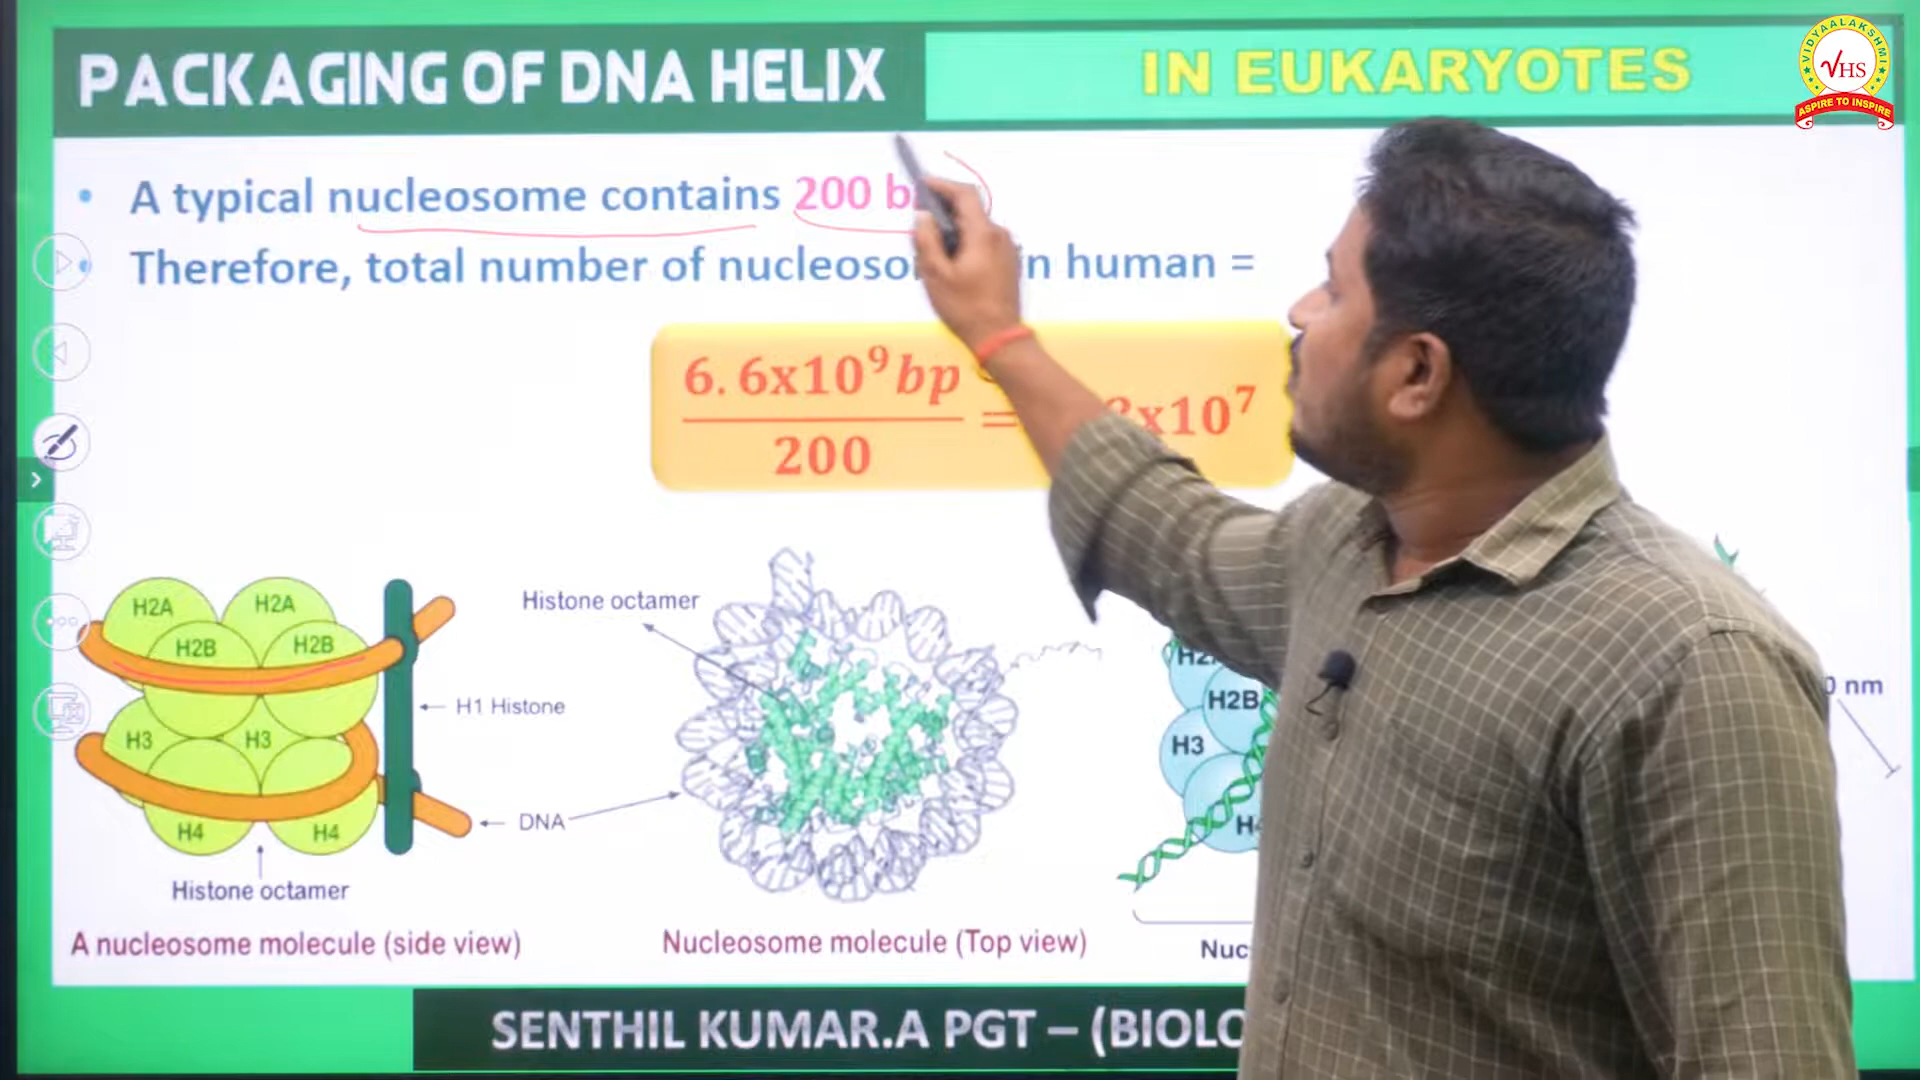 PACKAGING OF DNA HELIX
IN EUKARYOTES
VIDYAALAKSHMI
VHS
ASPIRE TO INSPIRE
• A typical nucleosome contains 200
• Therefore, total number of in human =
6.6x10⁹bp
200
=
x10⁷
H2A
H2A
H2B
H2B
H3
H3
H4
H4
H1 Histone
DNA
Histone octamer
A nucleosome molecule (side view)
Histone octamer
Nucleosome molecule (Top view)
H2B
H3
nm
SENTHIL KUMAR.A PGT –